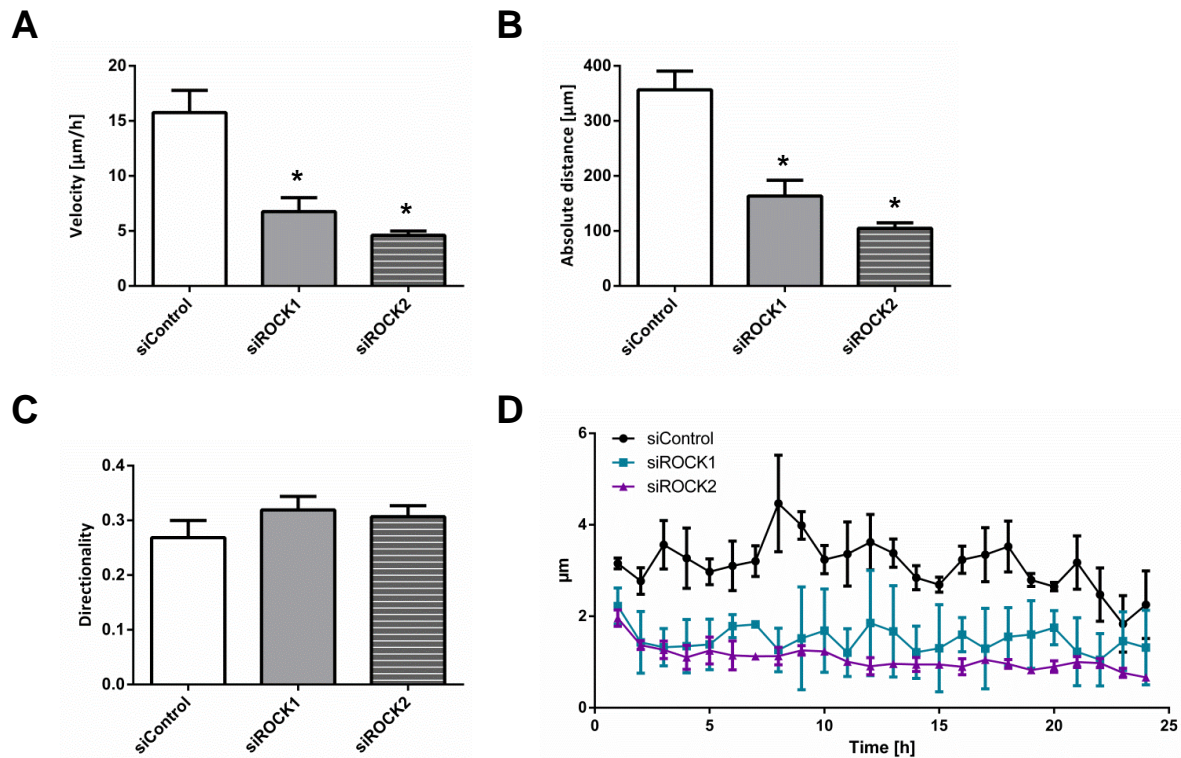 A
Velocity [µm/h]
20
15
10
5
0
*
*
siControl
siROCK1
siROCK2
B
Absolute distance [µm]
400
300
200
100
0
*
*
siControl
siROCK1
siROCK2
C
Directionality
0.4
0.3
0.2
0.1
0.0
siControl
siROCK1
siROCK2
D
µm
6
4
2
0
siControl
siROCK1
siROCK2
0 5 10 15 20 25
Time [h]